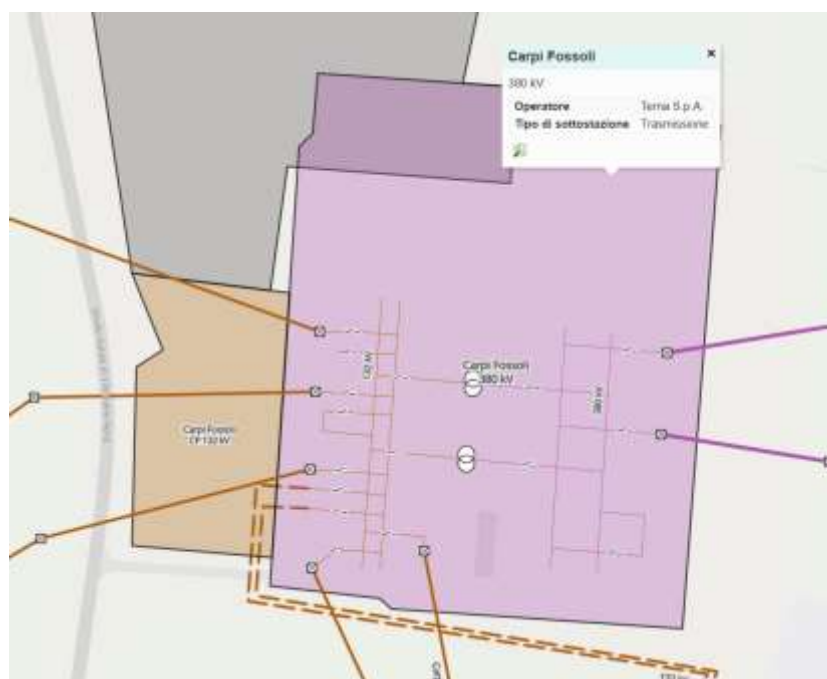 Carpi Fossoli
×
380 kV
Operatore Terna S.p.A.
Tipo di sottostazione Trasmissione
132 kV
Carpi Fossoli
380 kV
380 kV
Carpi Fossoli
CP 132 kV